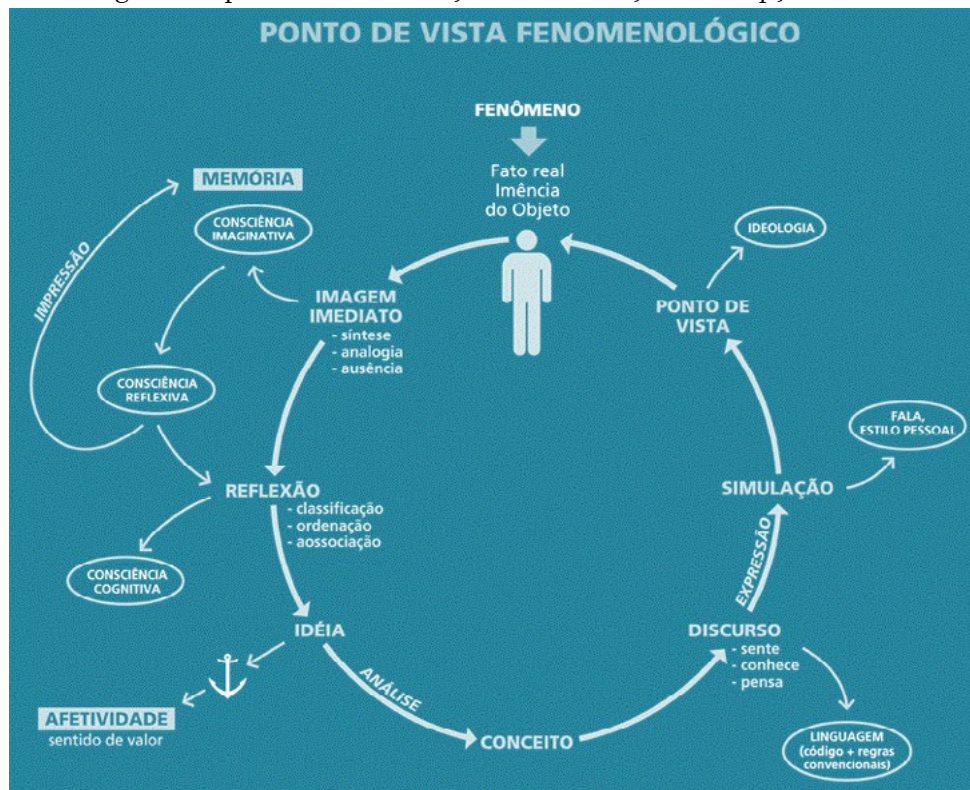 PONTO DE VISTA FENOMENOLÓGICO
FENÔMENO
Fato real
Imência
do Objeto
MEMÓRIA
CONSCIÊNCIA
IMAGINATIVA
IMPRESSÃO
IMAGEM
IMEDIATO
- síntese
- analogia
- ausência
CONSCIÊNCIA
REFLEXIVA
REFLEXÃO
- classificação
- ordenação
- aossociação
CONSCIÊNCIA
COGNITIVA
IDÉIA
AFETIVIDADE
sentido de valor
ANÁLISE
CONCEITO
DISCURSO
- sente
- conhece
- pensa
LINGUAGEM
(código + regras
convencionais)
EXPRESSÃO
SIMULAÇÃO
FALA,
ESTILO PESSOAL
PONTO DE
VISTA
IDEOLOGIA